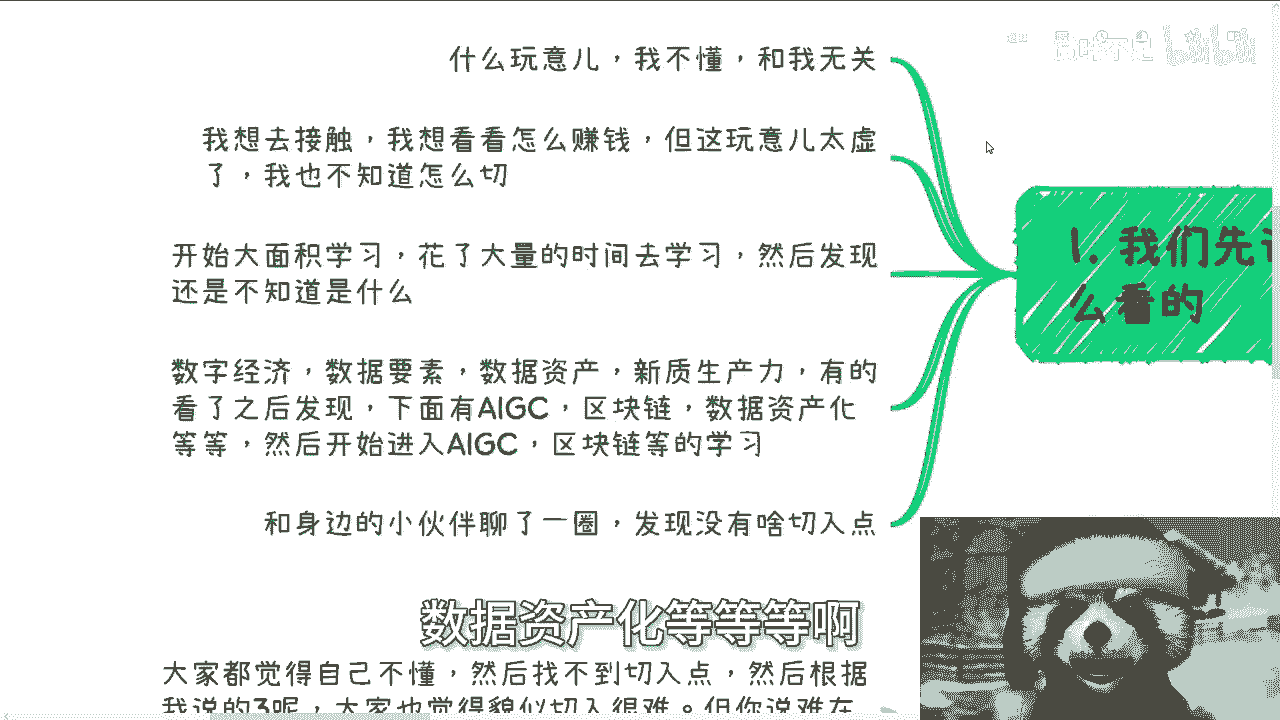 什么玩意儿，我不懂，和我无关
我想去接触，我想看看怎么赚钱，但这玩意儿太虚
了，我也不知道怎么切
开始大面积学习，花了大量的时间去学习，然后发现
还是不知道是什么
数字经济，数据要素，数据资产，新质生产力，有的
看了之后发现，下面有AIGC，区块链，数据资产化
等等，然后开始进入AIGC，区块链等的学习
和身边的小伙伴聊了一圈，发现没有啥切入点
1. 我们先
么看的
数据资产化等等等啊
大家都觉得自己不懂，然后找不到切入点，然后根据
我说的3呢，大家也觉得貌似切入很难。但你说难在
bilibili